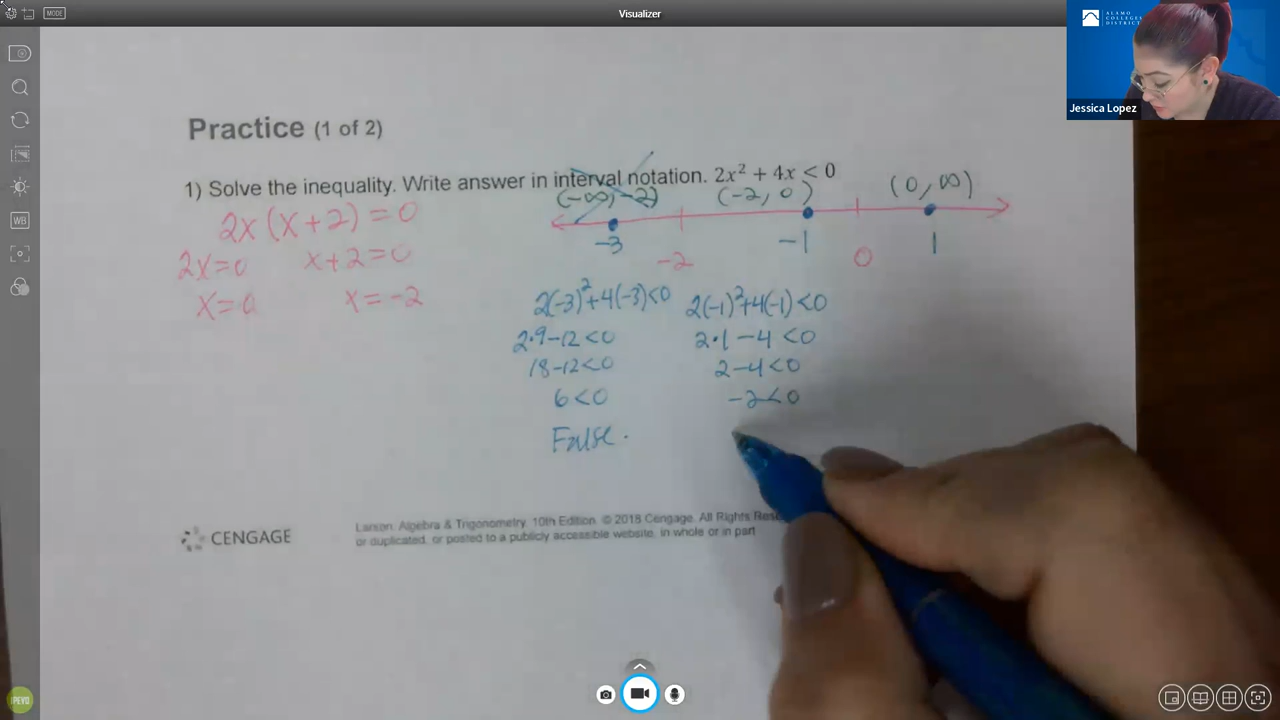 MODE
Visualizer
ALAMO
COLLEGES
DISTRICT
Jessica Lopez
Practice (1 of 2)
1) Solve the inequality. Write answer in interval notation. 2x² + 4x < 0
(-∞, -2) (-2, 0) (0, ∞)
2x(x+2) = 0
-3 -2 -1 0 1
2x=0 x+2=0
x=0 x=-2
2(-3)²+4(-3)<0 2(-1)²+4(-1)<0
2·9-12<0 2·1-4<0
18-12<0 2-4<0
6<0 -2<0
False.
CENGAGE
Larson, Algebra & Trigonometry, 10th Edition. © 2018 Cengage. All Rights
or duplicated, or posted to a publicly accessible website, in whole or in part
WB
IPEVO